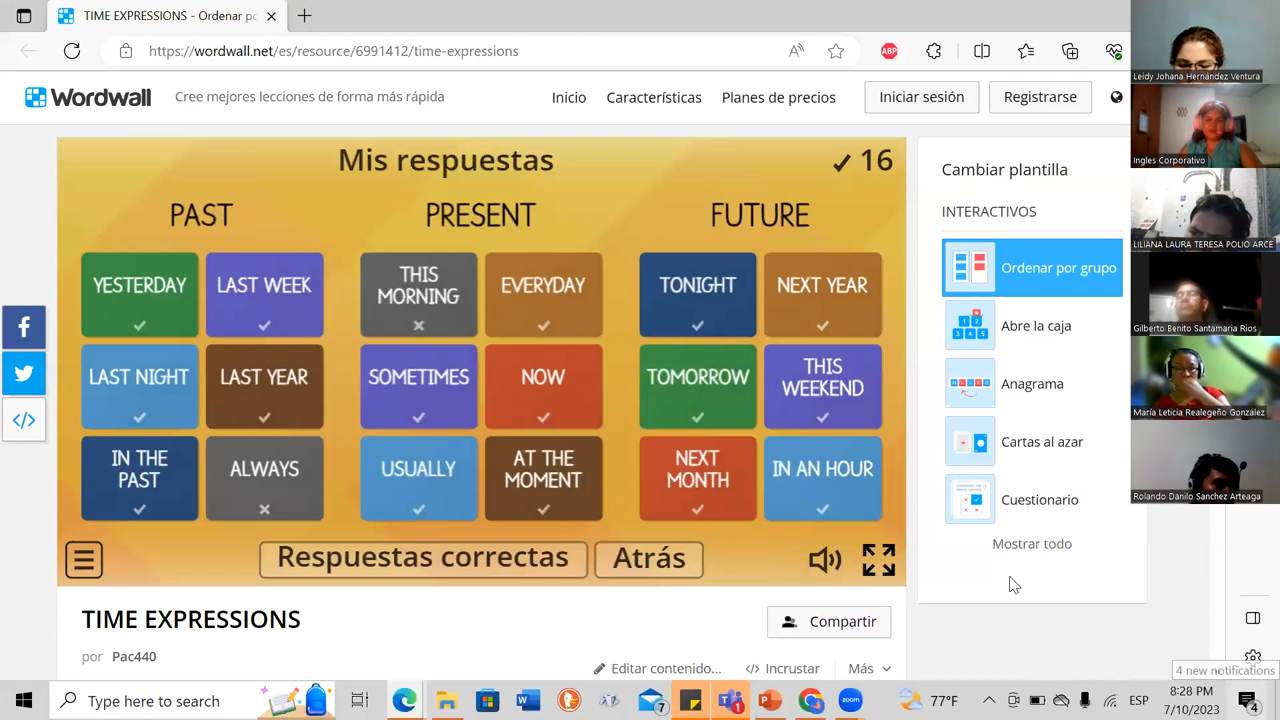 TIME EXPRESSIONS - Ordenar po
https://wordwall.net/es/resource/6991412/time-expressions
ABP
Wordwall
Cree mejores lecciones de forma más rápida
Inicio
Características
Planes de precios
Iniciar sesión
Registrarse
Mis respuestas
16
PAST
PRESENT
FUTURE
YESTERDAY
LAST WEEK
THIS
MORNING
EVERYDAY
TONIGHT
NEXT YEAR
LAST NIGHT
LAST YEAR
SOMETIMES
NOW
TOMORROW
THIS
WEEKEND
IN THE
PAST
ALWAYS
USUALLY
AT THE
MOMENT
NEXT
MONTH
IN AN HOUR
Respuestas correctas
Atrás
TIME EXPRESSIONS
Compartir
por Pac440
Editar contenido...
Incrustar
Más
Cambiar plantilla
INTERACTIVOS
Ordenar por grupo
Abre la caja
Anagrama
Cartas al azar
Cuestionario
Mostrar todo
Leidy Johana Hernández Ventura
Ingles Corporativo
LILIANA LAURA TERESA POLIO ARCE
Gilberto Benito Santamaria Rios
María Leticia Realegeño González
Rolando Danilo Sanchez Arteaga
4 new notifications
Type here to search
7
1
77°F
ESP
8:28 PM
7/10/2023
4